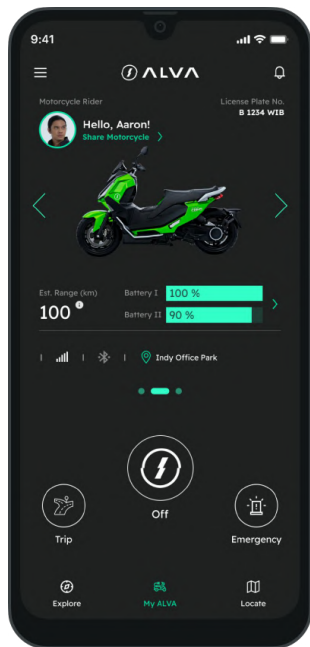 9:41
ALVA
Motorcycle Rider
License Plate No.
B 1234 WIB
Hello, Aaron!
Share Motorcycle
Est. Range (km)
100
Battery I
100 %
Battery II
90 %
Indy Office Park
Off
Trip
Emergency
Explore
My ALVA
Locate